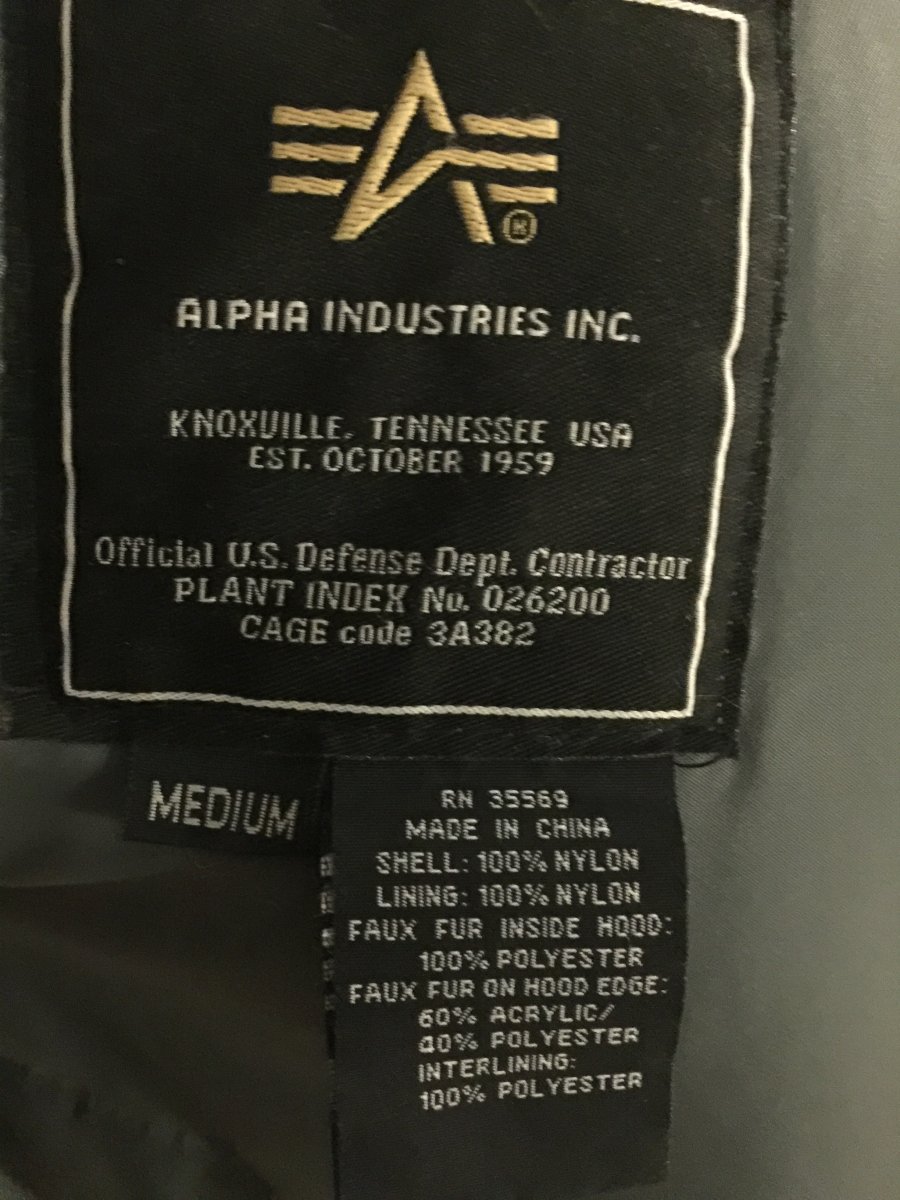 ALPHA INDUSTRIES INC.
KNOXVILLE, TENNESSEE USA
EST. OCTOBER 1959
Official U.S. Defense Dept. Contractor
PLANT INDEX No. 026200
CAGE code 3A382
MEDIUM
RN 35569
MADE IN CHINA
SHELL: 100% NYLON
LINING: 100% NYLON
FAUX FUR INSIDE HOOD:
100% POLYESTER
FAUX FUR ON HOOD EDGE:
60% ACRYLIC/
40% POLYESTER
INTERLINING:
100% POLYESTER